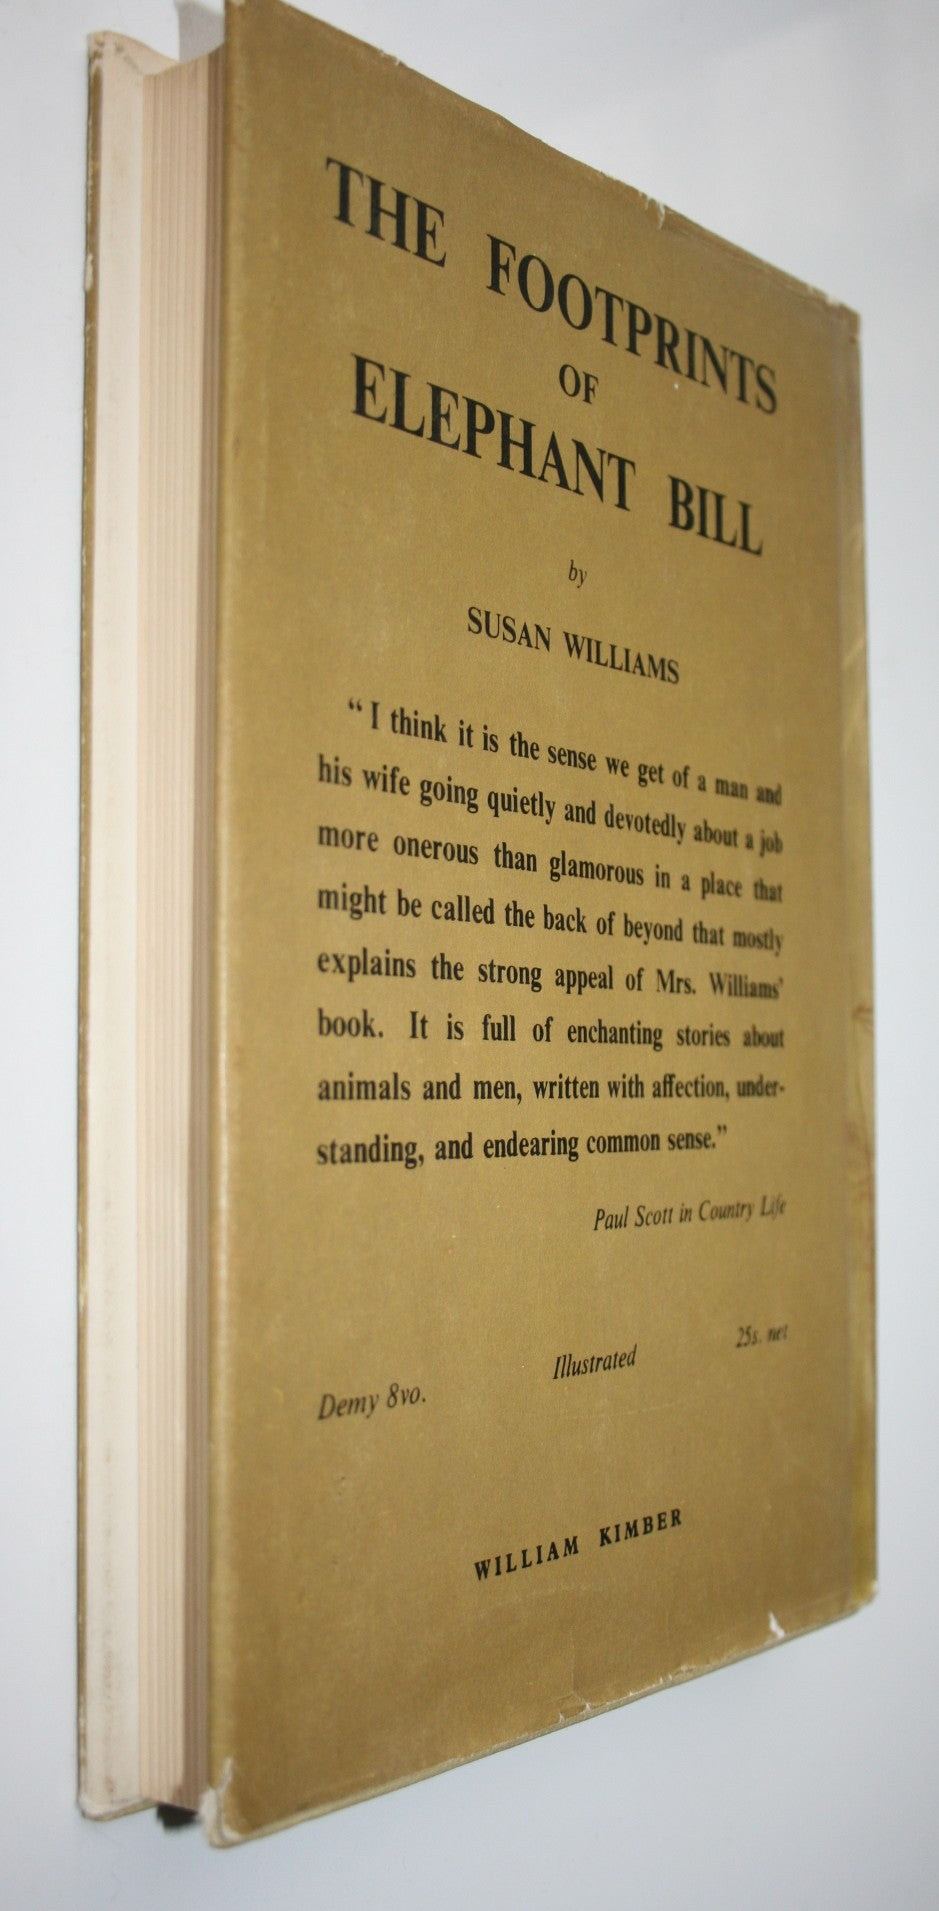 THE FOOTPRINTS
OF
ELEPHANT BILL
by
SUSAN WILLIAMS
“ I think it is the sense we get of a man and
his wife going quietly and devotedly about a job
more onerous than glamorous in a place that
might be called the back of beyond that mostly
explains the strong appeal of Mrs. Williams’
book. It is full of enchanting stories about
animals and men, written with affection, under-
standing, and endearing common sense.”
Paul Scott in Country Life
Demy 8vo. Illustrated 25s. net
WILLIAM KIMBER